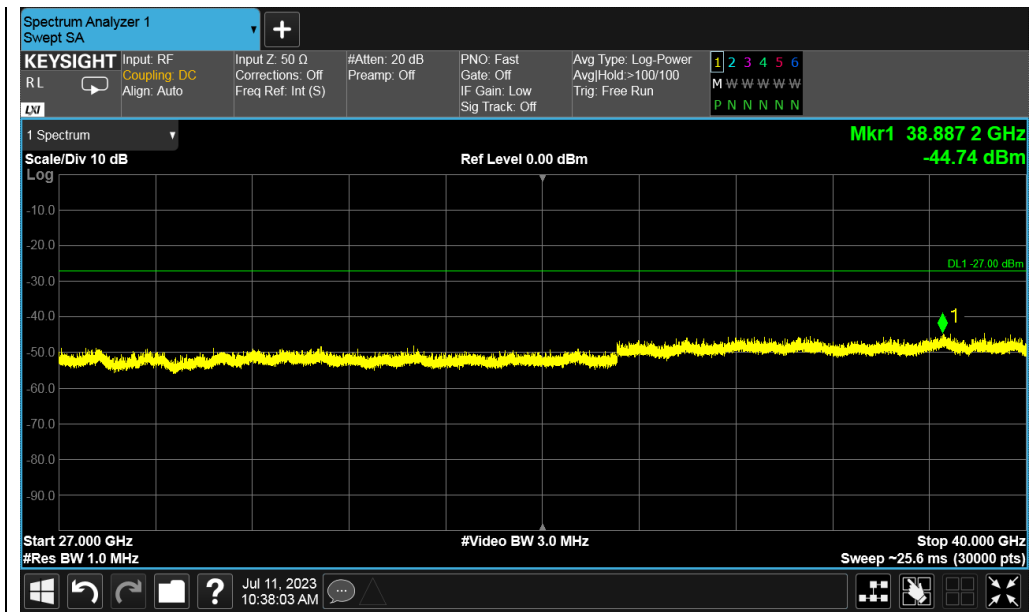 Spectrum Analyzer 1
Swept SA
+
KEYSIGHT
R L
LXI
Input: RF
Coupling: DC
Align: Auto
Input Z: 50 Ω
Corrections: Off
Freq Ref: Int (S)
#Atten: 20 dB
Preamp: Off
PNO: Fast
Gate: Off
IF Gain: Low
Sig Track: Off
Avg Type: Log-Power
Avg|Hold:>100/100
Trig: Free Run
1 2 3 4 5 6
M W W W W W
P N N N N N
1 Spectrum
Scale/Div 10 dB
Ref Level 0.00 dBm
Mkr1 38.887 2 GHz
-44.74 dBm
Log
-10.0
-20.0
DL1 -27.00 dBm
-30.0
-40.0
1
-50.0
-60.0
-70.0
-80.0
-90.0
Start 27.000 GHz
#Video BW 3.0 MHz
Stop 40.000 GHz
#Res BW 1.0 MHz
Sweep ~25.6 ms (30000 pts)
?
Jul 11, 2023
10:38:03 AM